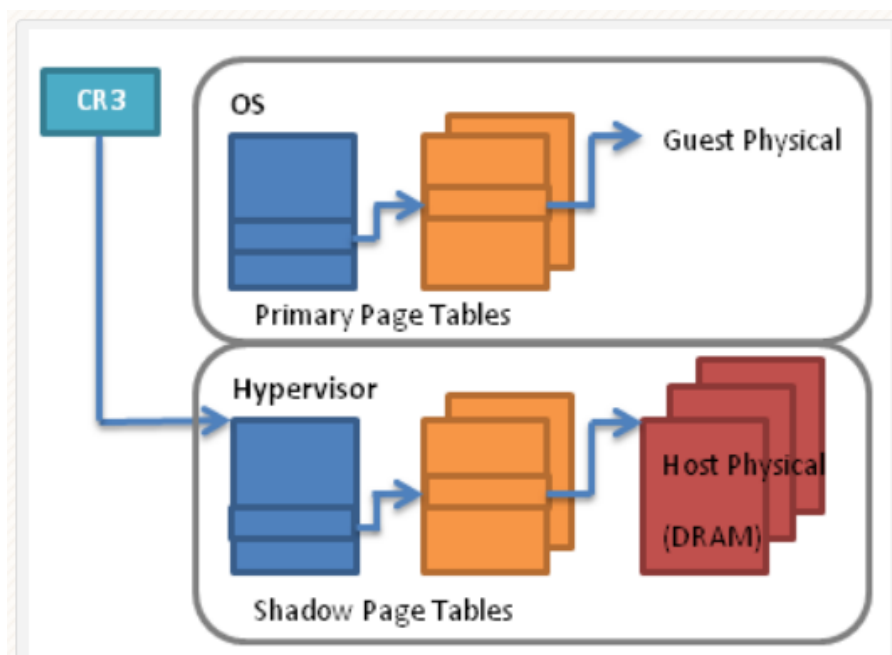 CR3
OS
Guest Physical
Primary Page Tables
Hypervisor
Host Physical
(DRAM)
Shadow Page Tables